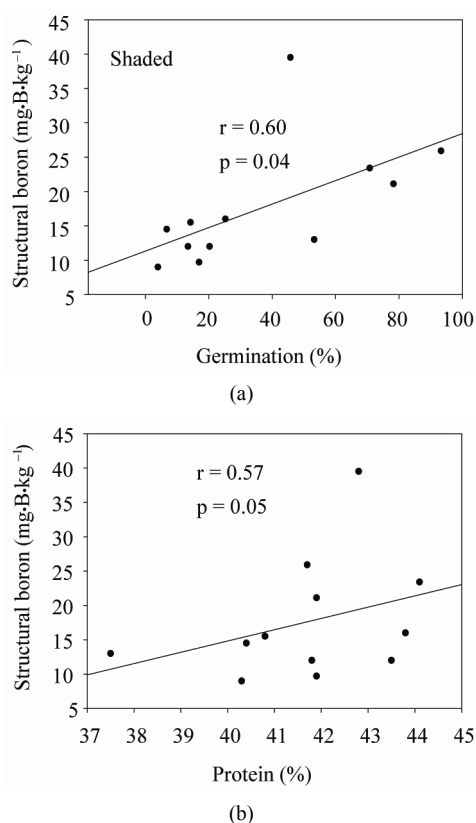 45
40
35
30
25
20
15
10
5
Structural boron (mg·B·kg⁻¹)
Shaded
r = 0.60
p = 0.04
0 20 40 60 80 100
Germination (%)
(a)
45
40
35
30
25
20
15
10
5
Structural boron (mg·B·kg⁻¹)
r = 0.57
p = 0.05
37 38 39 40 41 42 43 44 45
Protein (%)
(b)